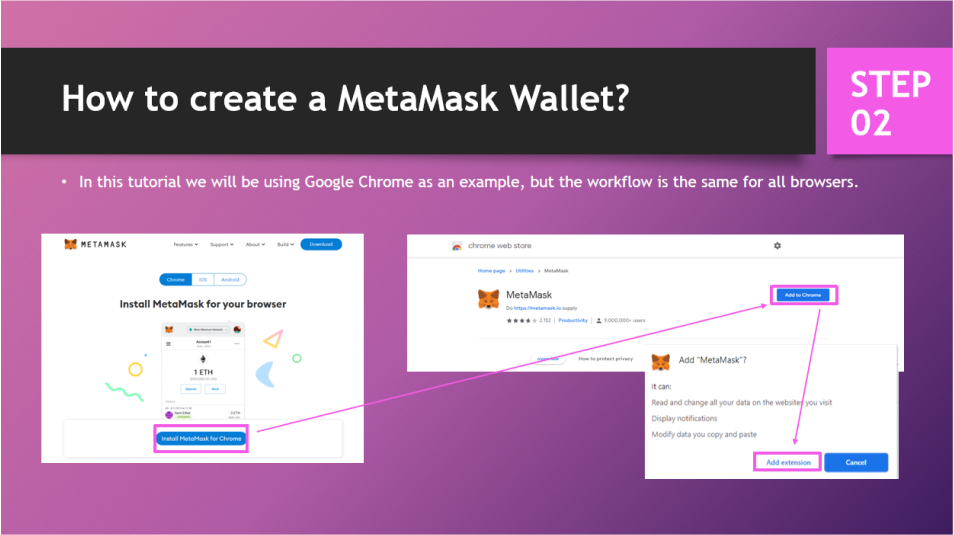 How to create a MetaMask Wallet?
STEP
02
• In this tutorial we will be using Google Chrome as an example, but the workflow is the same for all browsers.
METAMASK
Features
Support
About
Build
Download
Chrome
iOS
Android
Install MetaMask for your browser
Account 1
1 ETH
Install MetaMask for Chrome
chrome web store
Home page > Utilities > MetaMask
MetaMask
Do https://metamask.io supply
2.152 | Productivity | 9,000,000+ users
Add to Chrome
How to protect privacy
Add "MetaMask"?
It can:
Read and change all your data on the websites you visit
Display notifications
Modify data you copy and paste
Add extension
Cancel